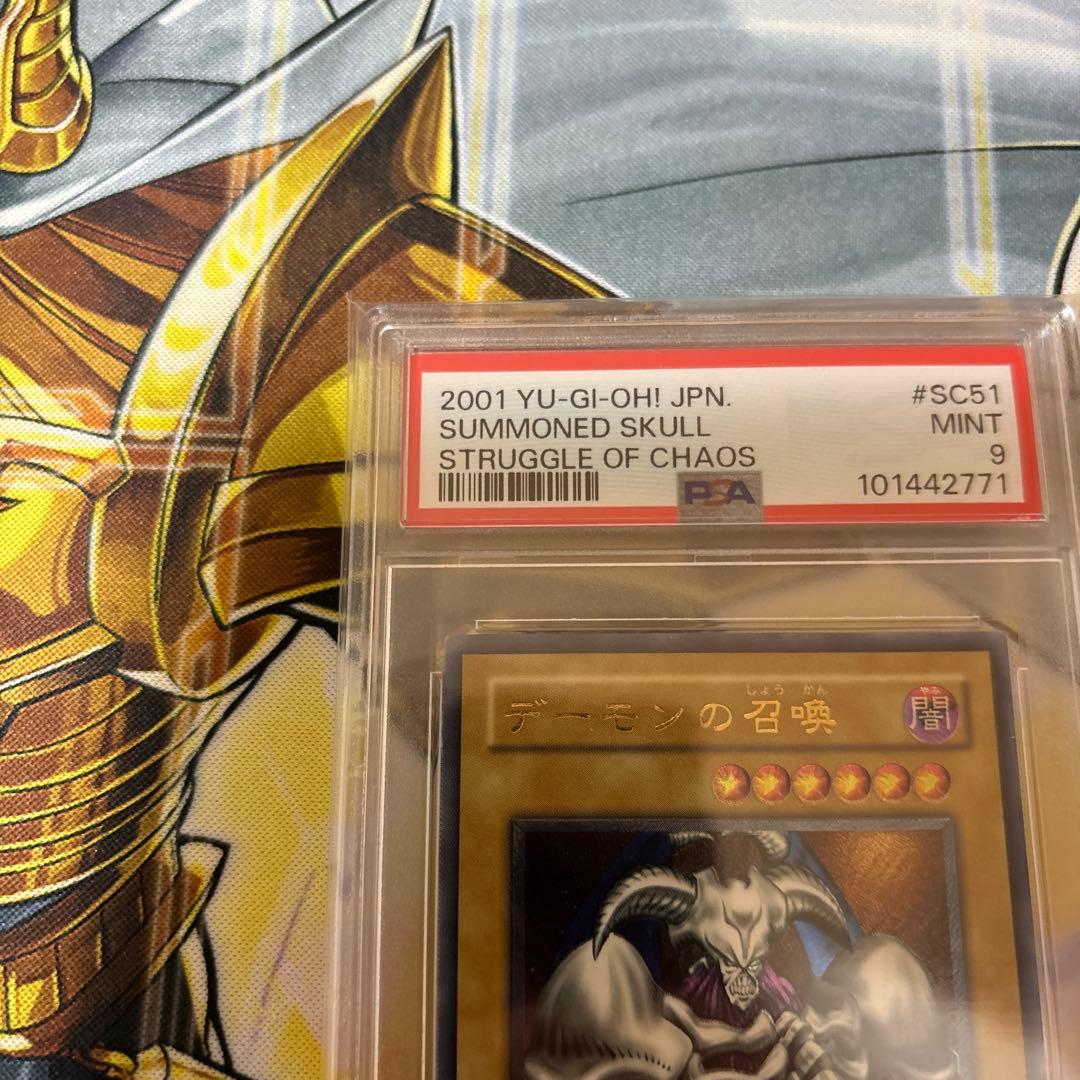 2001 YU-GI-OH! JPN. #SC51
SUMMONED SKULL MINT
STRUGGLE OF CHAOS 9
PSA 101442771
しょう かん
デーモンの召喚
やみ
闇